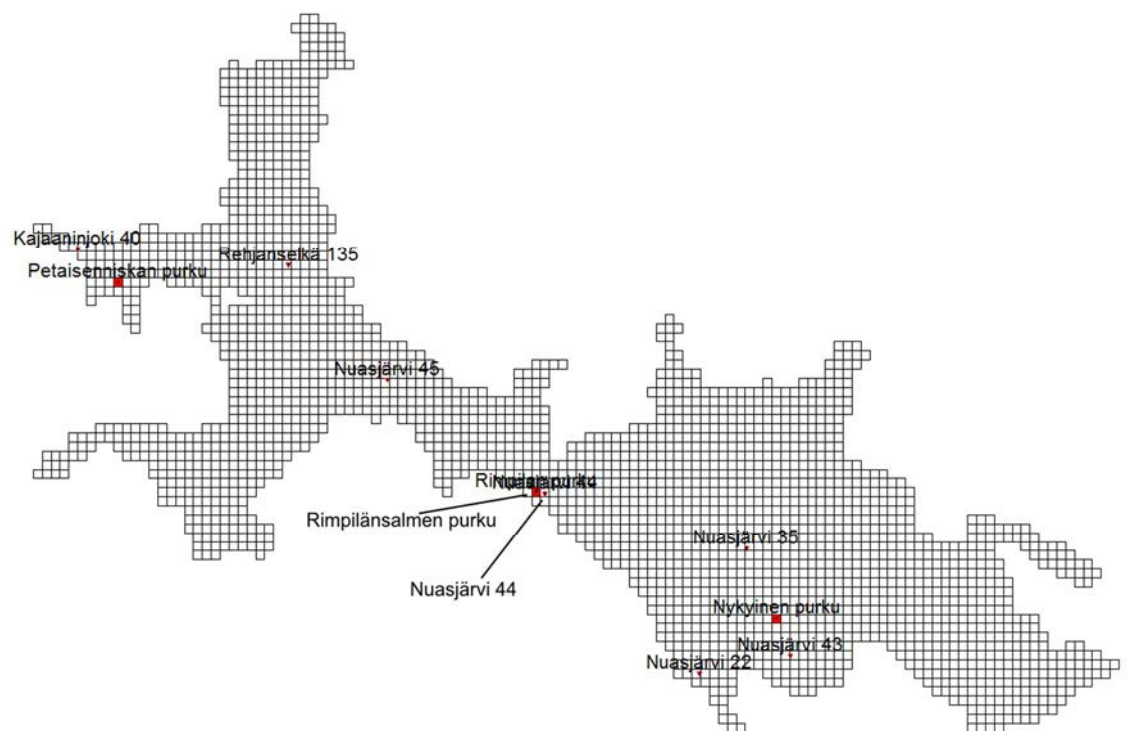 Kajaaninjoki 40
Rehjanselkä 135
Petaisenniskan purku
Nuasjärvi 45
Rimpilänsalmen purku
Nuasjärvi 44
Nuasjärvi 35
Nykyinen purku
Nuasjärvi 43
Nuasjärvi 22